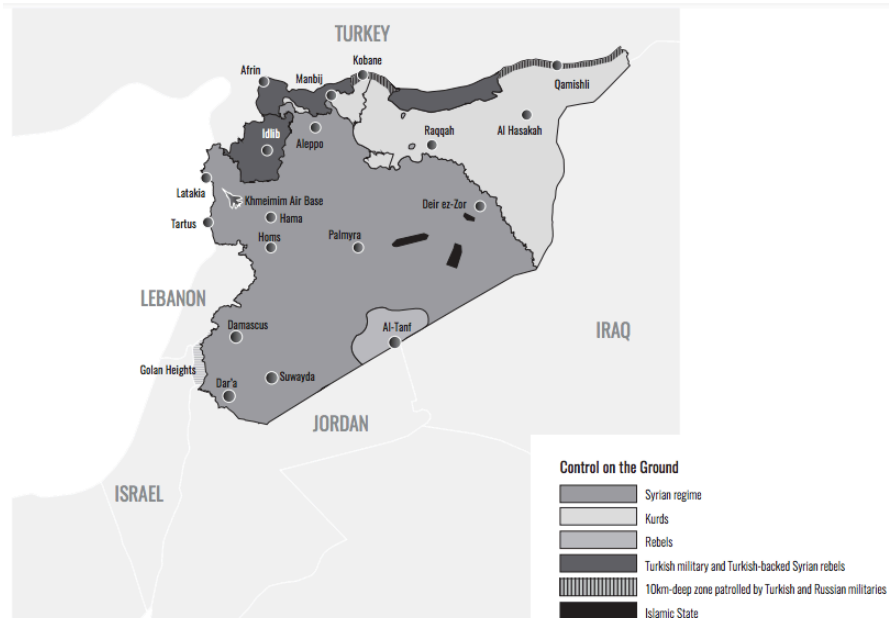 TURKEY
Kobane
Afrin
Manbij
Qamishli
Idlib
Aleppo
Raqqah
Al Hasakah
Latakia
Khmeimim Air Base
Deir ez-Zor
Tartus
Hama
Homs
Palmyra
LEBANON
Damascus
Al-Tanf
IRAQ
Golan Heights
Dar'a
Suwayda
JORDAN
ISRAEL
Control on the Ground
Syrian regime
Kurds
Rebels
Turkish military and Turkish-backed Syrian rebels
10km-deep zone patrolled by Turkish and Russian militaries
Islamic State